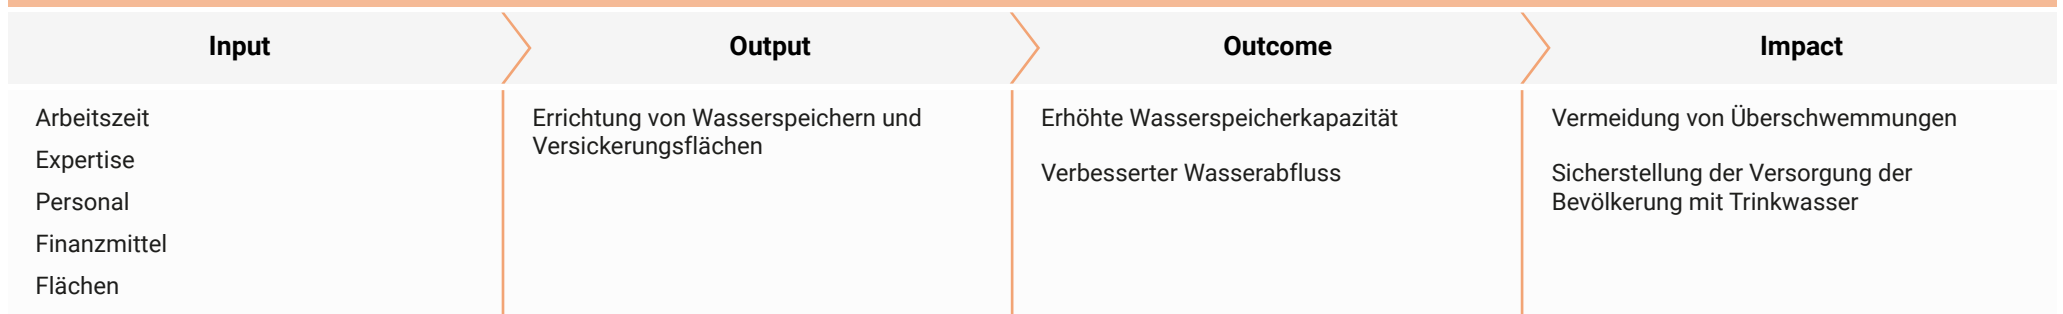 Input
Output
Outcome
Impact
Arbeitszeit
Expertise
Personal
Finanzmittel
Flächen
Errichtung von Wasserspeichern und
Versickerungsflächen
Erhöhte Wasserspeicherkapazität
Verbesserter Wasserabfluss
Vermeidung von Überschwemmungen
Sicherstellung der Versorgung der
Bevölkerung mit Trinkwasser